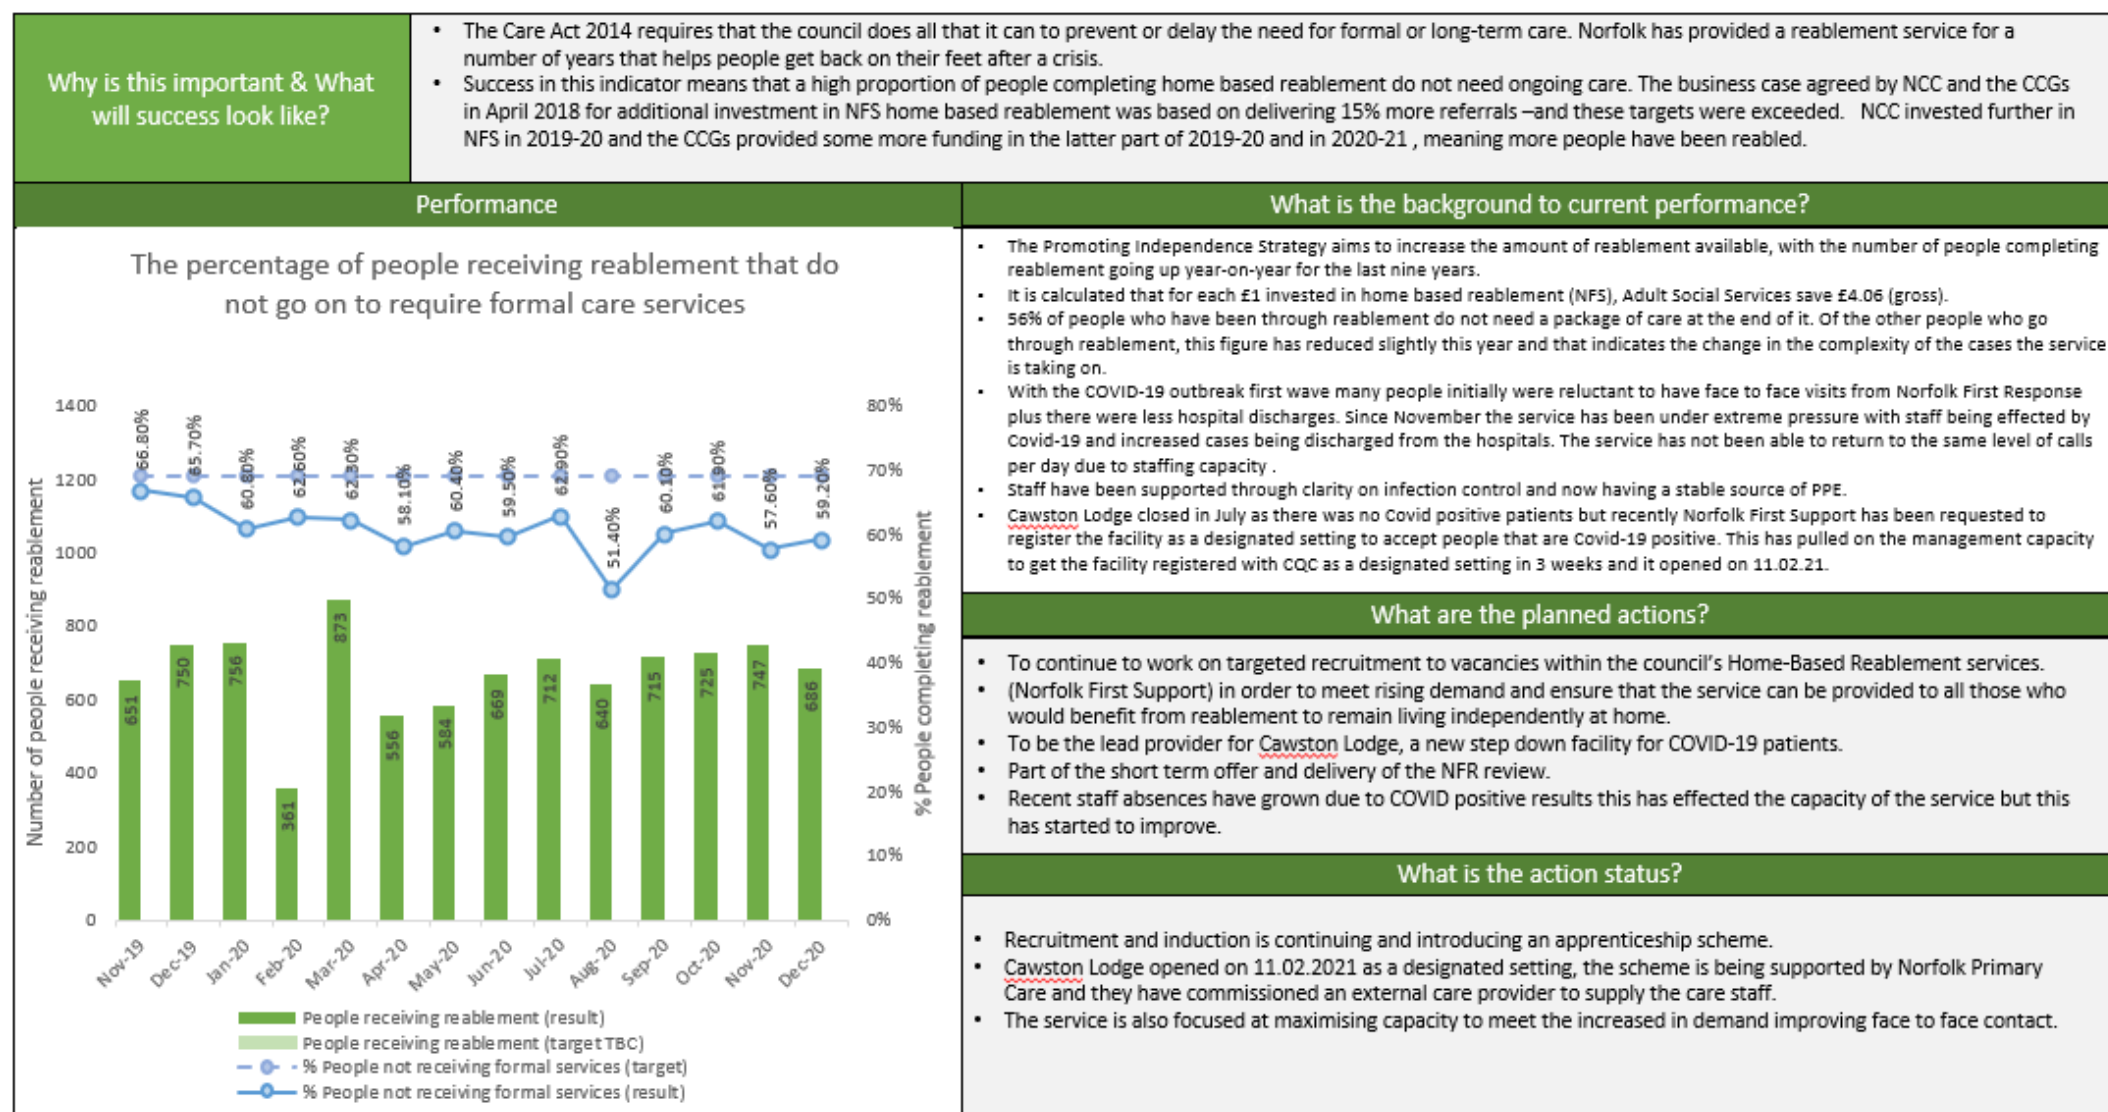 Why is this important & What
will success look like?
• The Care Act 2014 requires that the council does all that it can to prevent or delay the need for formal or long-term care. Norfolk has provided a reablement service for a
number of years that helps people get back on their feet after a crisis.
• Success in this indicator means that a high proportion of people completing home based reablement do not need ongoing care. The business case agreed by NCC and the CCGs
in April 2018 for additional investment in NFS home based reablement was based on delivering 15% more referrals –and these targets were exceeded. NCC invested further in
NFS in 2019-20 and the CCGs provided some more funding in the latter part of 2019-20 and in 2020-21 , meaning more people have been reabled.
Performance
The percentage of people receiving reablement that do
not go on to require formal care services
Number of people receiving reablement
1400
1200
1000
800
600
400
200
0
66.80%
65.70%
60.80%
62.60%
62.30%
58.10%
60.40%
59.50%
62.90%
51.40%
60.10%
61.90%
57.60%
59.20%
651
750
756
361
873
556
584
669
712
640
715
725
747
686
80%
70%
60%
50%
40%
30%
20%
10%
0%
% People completing reablement
Nov-19
Dec-19
Jan-20
Feb-20
Mar-20
Apr-20
May-20
Jun-20
Jul-20
Aug-20
Sep-20
Oct-20
Nov-20
Dec-20
People receiving reablement (result)
People receiving reablement (target TBC)
% People not receiving formal services (target)
% People not receiving formal services (result)
What is the background to current performance?
• The Promoting Independence Strategy aims to increase the amount of reablement available, with the number of people completing
reablement going up year-on-year for the last nine years.
• It is calculated that for each £1 invested in home based reablement (NFS), Adult Social Services save £4.06 (gross).
• 56% of people who have been through reablement do not need a package of care at the end of it. Of the other people who go
through reablement, this figure has reduced slightly this year and that indicates the change in the complexity of the cases the service
is taking on.
• With the COVID-19 outbreak first wave many people initially were reluctant to have face to face visits from Norfolk First Response
plus there were less hospital discharges. Since November the service has been under extreme pressure with staff being effected by
Covid-19 and increased cases being discharged from the hospitals. The service has not been able to return to the same level of calls
per day due to staffing capacity .
• Staff have been supported through clarity on infection control and now having a stable source of PPE.
• Cawston Lodge closed in July as there was no Covid positive patients but recently Norfolk First Support has been requested to
register the facility as a designated setting to accept people that are Covid-19 positive. This has pulled on the management capacity
to get the facility registered with CQC as a designated setting in 3 weeks and it opened on 11.02.21.
What are the planned actions?
• To continue to work on targeted recruitment to vacancies within the council's Home-Based Reablement services.
• (Norfolk First Support) in order to meet rising demand and ensure that the service can be provided to all those who
would benefit from reablement to remain living independently at home.
• To be the lead provider for Cawston Lodge, a new step down facility for COVID-19 patients.
• Part of the short term offer and delivery of the NFR review.
• Recent staff absences have grown due to COVID positive results this has effected the capacity of the service but this
has started to improve.
What is the action status?
• Recruitment and induction is continuing and introducing an apprenticeship scheme.
• Cawston Lodge opened on 11.02.2021 as a designated setting, the scheme is being supported by Norfolk Primary
Care and they have commissioned an external care provider to supply the care staff.
• The service is also focused at maximising capacity to meet the increased in demand improving face to face contact.